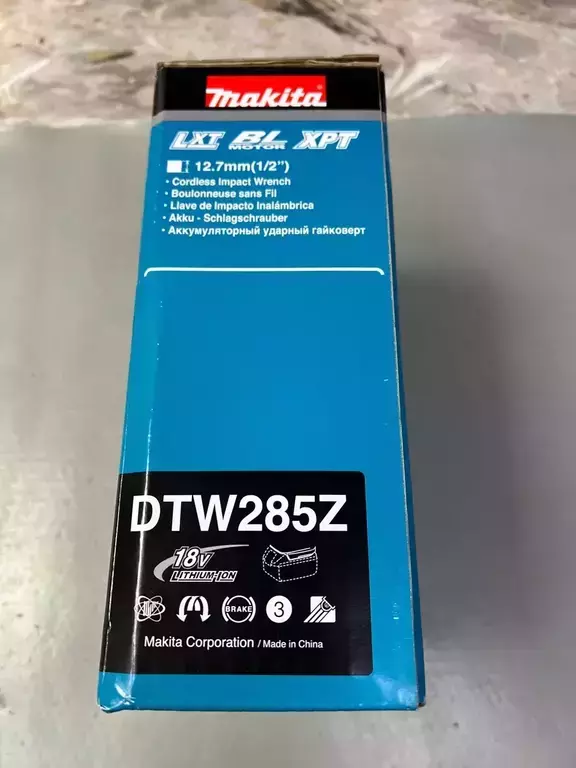 makita
LXT BL MOTOR XPT
12.7mm(1/2")
· Cordless Impact Wrench
· Boulonneuse sans Fil
· Llave de Impacto Inalámbrica
· Akku - Schlagschrauber
· Аккумуляторный ударный гайковерт
DTW285Z
18V
LITHIUM-ION
BRAKE 3
Makita Corporation / Made in China